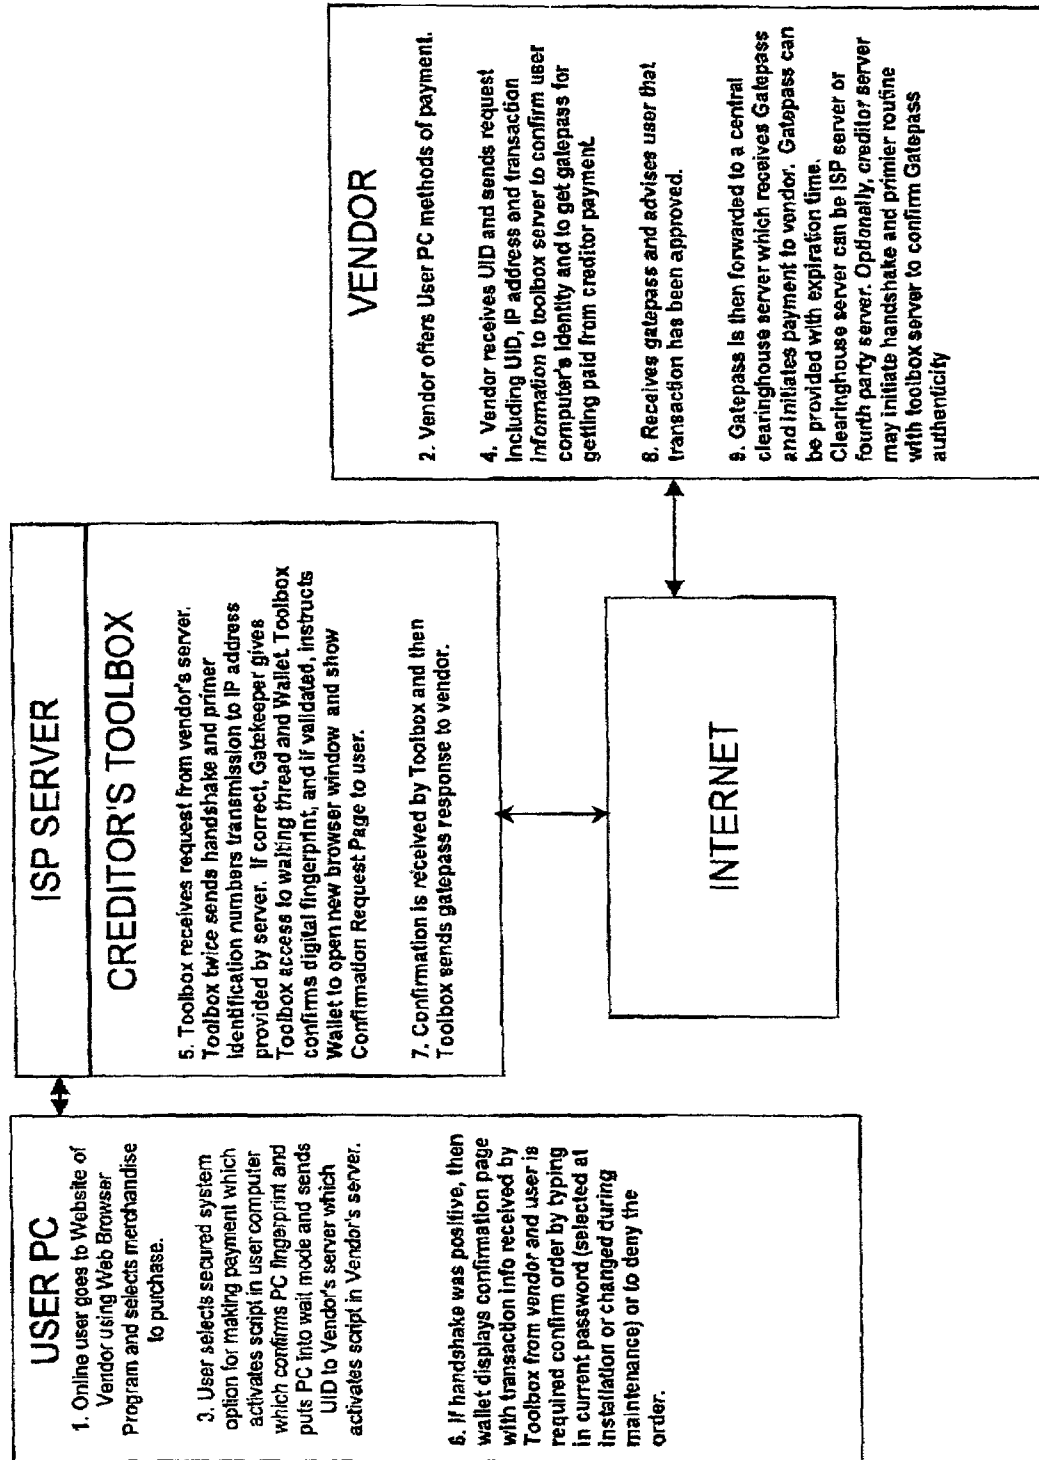 USER PC
1. Online user goes to Website of
Vendor using Web Browser
Program and selects merchandise
to purchase.
3. User selects secured system
option for making payment which
activates script in user computer
which confirms PC fingerprint and
puts PC into wait mode and sends
UID to Vendor's server which
activates script in Vendor's server.
6. If handshake was positive, then
wallet displays confirmation page
with transaction info received by
Toolbox from vendor and user is
required confirm order by typing
in current password (selected at
installation or changed during
maintenance) or to deny the
order.
ISP SERVER
CREDITOR'S TOOLBOX
5. Toolbox receives request from vendor's server.
Toolbox twice sends handshake and primer
identification numbers transmission to IP address
provided by server. If correct, Gatekeeper gives
Toolbox access to waiting thread and Wallet. Toolbox
confirms digital fingerprint, and if validated, instructs
Wallet to open new browser window and show
Confirmation Request Page to user.
7. Confirmation is received by Toolbox and then
Toolbox sends gatepass response to vendor.
INTERNET
VENDOR
2. Vendor offers User PC methods of payment.
4. Vendor receives UID and sends request
including UID, IP address and transaction
information to toolbox server to confirm user
computer's identity and to get gatepass for
getting paid from creditor payment.
8. Receives gatepass and advises user that
transaction has been approved.
9. Gatepass is then forwarded to a central
clearinghouse server which receives Gatepass
and initiates payment to vendor. Gatepass can
be provided with expiration time.
Clearinghouse server can be ISP server or
fourth party server. Optionally, creditor server
may initiate handshake and primier routine
with toolbox server to confirm Gatepass
authenticity